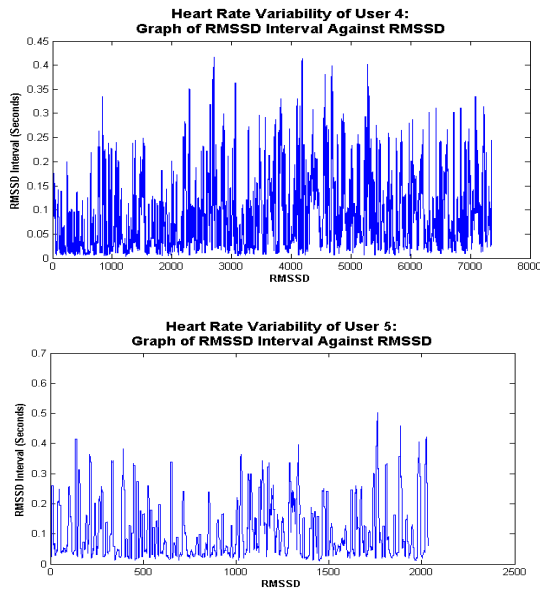 Heart Rate Variability of User 4:
Graph of RMSSD Interval Against RMSSD
0.45
0.4
0.35
0.3
0.25
0.2
0.15
0.1
0.05
0
RMSSD Interval (Seconds)
0 1000 2000 3000 4000 5000 6000 7000 8000
RMSSD
Heart Rate Variability of User 5:
Graph of RMSSD Interval Against RMSSD
0.7
0.6
0.5
0.4
0.3
0.2
0.1
0
RMSSD Interval (Seconds)
0 500 1000 1500 2000 2500
RMSSD